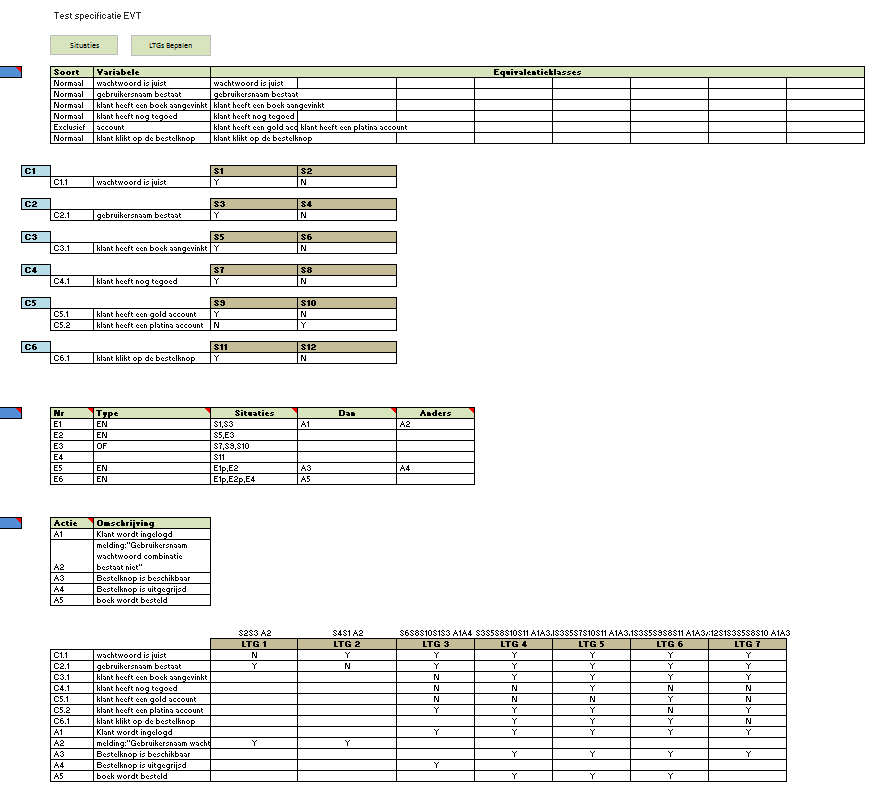 Test specificatie EVT
Situaties LTGs Bepalen
Soort Variabele Equivalentieklasses
Normaal wachtwoord is juist wachtwoord is juist
Normaal gebruikersnaam bestaat gebruikersnaam bestaat
Normaal klant heeft een boek aangevinkt klant heeft een boek aangevinkt
Normaal klant heeft nog tegoed klant heeft nog tegoed
Exclusief account klant heeft een gold acc klant heeft een platina account
Normaal klant klikt op de bestelknop klant klikt op de bestelknop
C1 S1 S2
C1.1 wachtwoord is juist Y N
C2 S3 S4
C2.1 gebruikersnaam bestaat Y N
C3 S5 S6
C3.1 klant heeft een boek aangevinkt Y N
C4 S7 S8
C4.1 klant heeft nog tegoed Y N
C5 S9 S10
C5.1 klant heeft een gold account Y N
C5.2 klant heeft een platina account N Y
C6 S11 S12
C6.1 klant klikt op de bestelknop Y N
Nr Type Situaties Dan Anders
E1 EN S1,S3 A1 A2
E2 EN S5,E3
E3 OF S7,S9,S10
E4 S11
E5 EN E1p,E2 A3 A4
E6 EN E1p,E2p,E4 A5
Actie Omschrijving
A1 Klant wordt ingelogd
melding:"Gebruikersnaam
wachtwoord combinatie
A2 bestaat niet"
A3 Bestelknop is beschikbaar
A4 Bestelknop is uitgegrijsd
A5 boek wordt besteld
S2S3 A2 S4S1 A2 S6S8S10S1S3 A1A4 S3S5S8S10S11 A1A3 S3S5S7S10S11 A1A3 S3S5S9S8S11 A1A3 12S1S3S5S8S10 A1A3
LTG 1 LTG 2 LTG 3 LTG 4 LTG 5 LTG 6 LTG 7
C1.1 wachtwoord is juist N Y Y Y Y Y Y
C2.1 gebruikersnaam bestaat Y N Y Y Y Y Y
C3.1 klant heeft een boek aangevinkt N Y Y Y Y
C4.1 klant heeft nog tegoed N N Y N N
C5.1 klant heeft een gold account N N N Y N
C5.2 klant heeft een platina account Y Y Y N Y
C6.1 klant klikt op de bestelknop Y Y Y N
A1 Klant wordt ingelogd Y Y Y Y Y
A2 melding:"Gebruikersnaam wacht Y Y
A3 Bestelknop is beschikbaar Y Y Y Y
A4 Bestelknop is uitgegrijsd Y
A5 boek wordt besteld Y Y Y